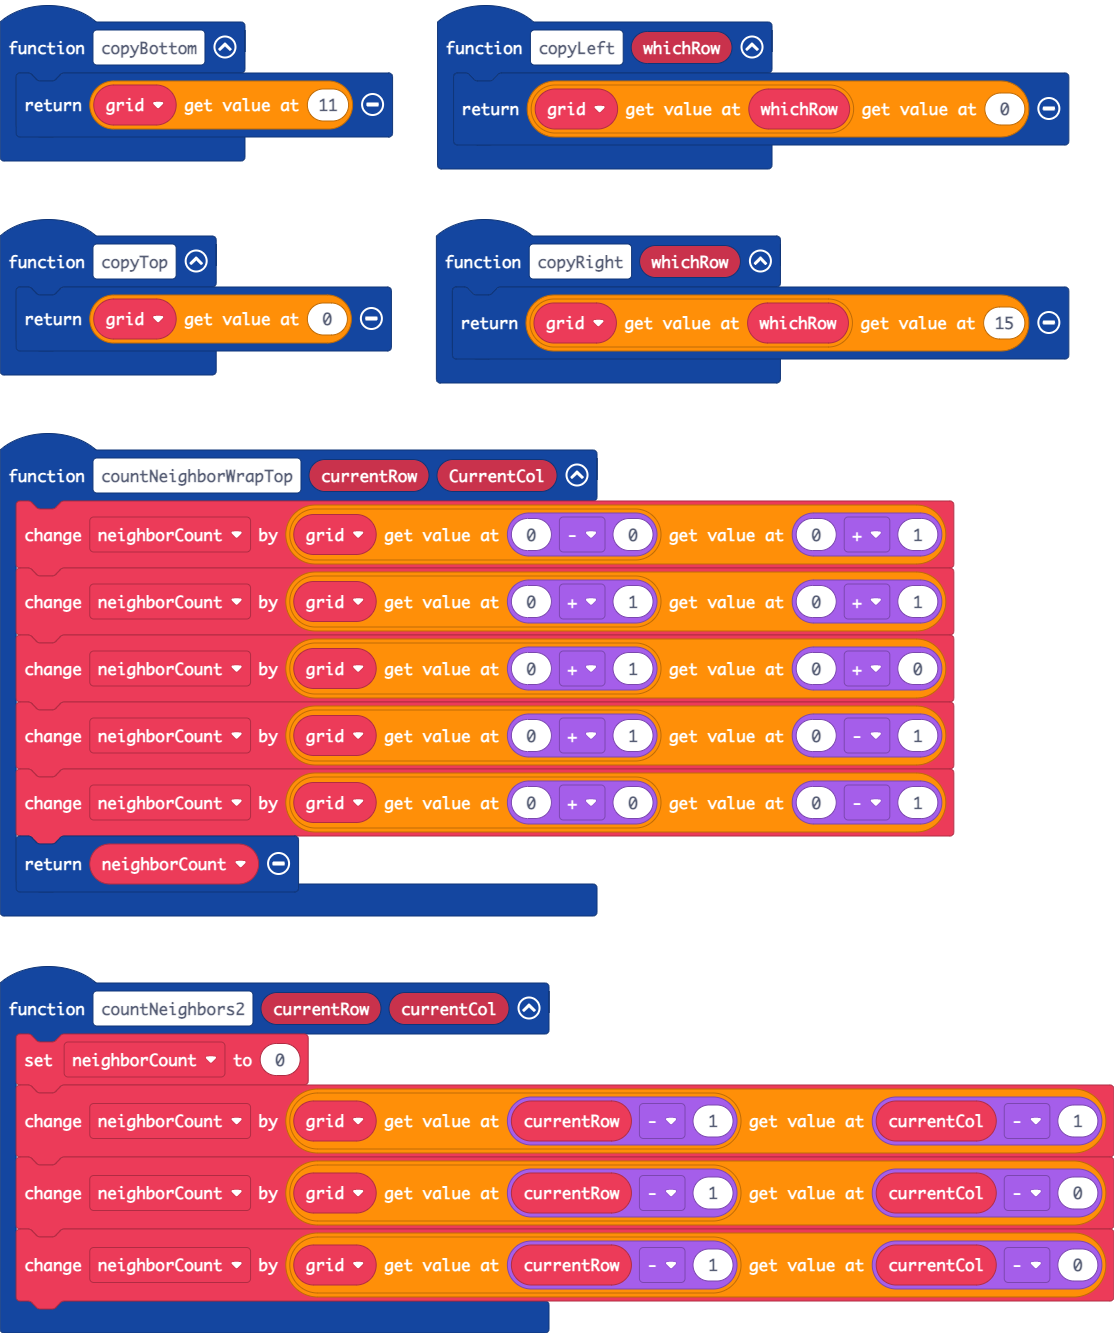 function copyBottom
return grid get value at 11
function copyLeft whichRow
return grid get value at whichRow get value at 0
function copyTop
return grid get value at 0
function copyRight whichRow
return grid get value at whichRow get value at 15
function countNeighborWrapTop currentRow CurrentCol
change neighborCount by grid get value at 0 - 0 get value at 0 + 1
change neighborCount by grid get value at 0 + 1 get value at 0 + 1
change neighborCount by grid get value at 0 + 1 get value at 0 + 0
change neighborCount by grid get value at 0 + 1 get value at 0 - 1
change neighborCount by grid get value at 0 + 0 get value at 0 - 1
return neighborCount
function countNeighbors2 currentRow currentCol
set neighborCount to 0
change neighborCount by grid get value at currentRow - 1 get value at currentCol - 1
change neighborCount by grid get value at currentRow - 1 get value at currentCol - 0
change neighborCount by grid get value at currentRow - 1 get value at currentCol - 0